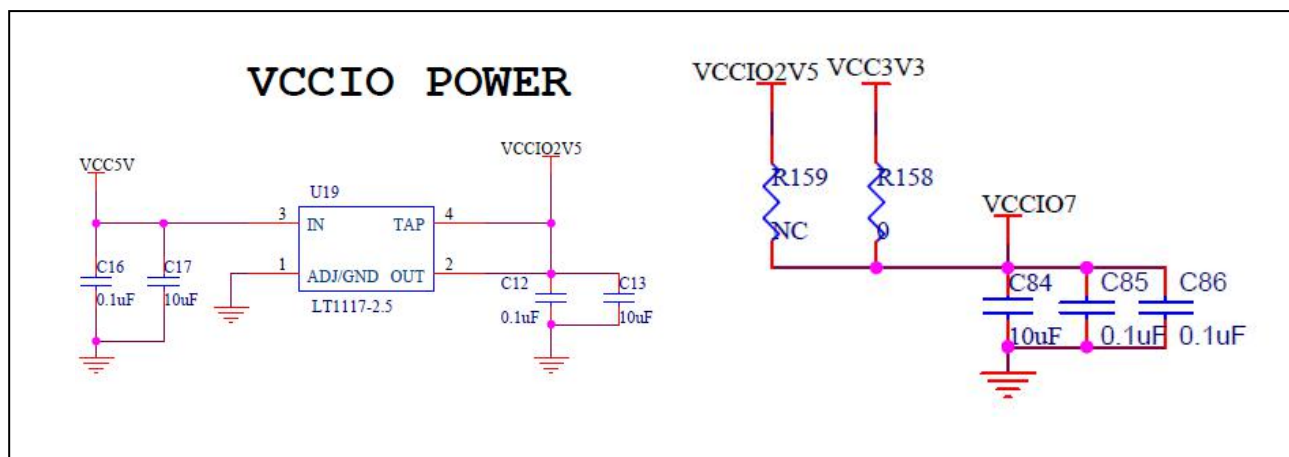 VCCIO POWER
VCC5V
VCCIO2V5
U19
3 IN TAP 4
1 ADJ/GND OUT 2
LT1117-2.5
C16
0.1uF
C17
10uF
C12
0.1uF
C13
10uF
VCCIO2V5 VCC3V3
R159
NC
R158
0
VCCIO7
C84
10uF
C85
0.1uF
C86
0.1uF